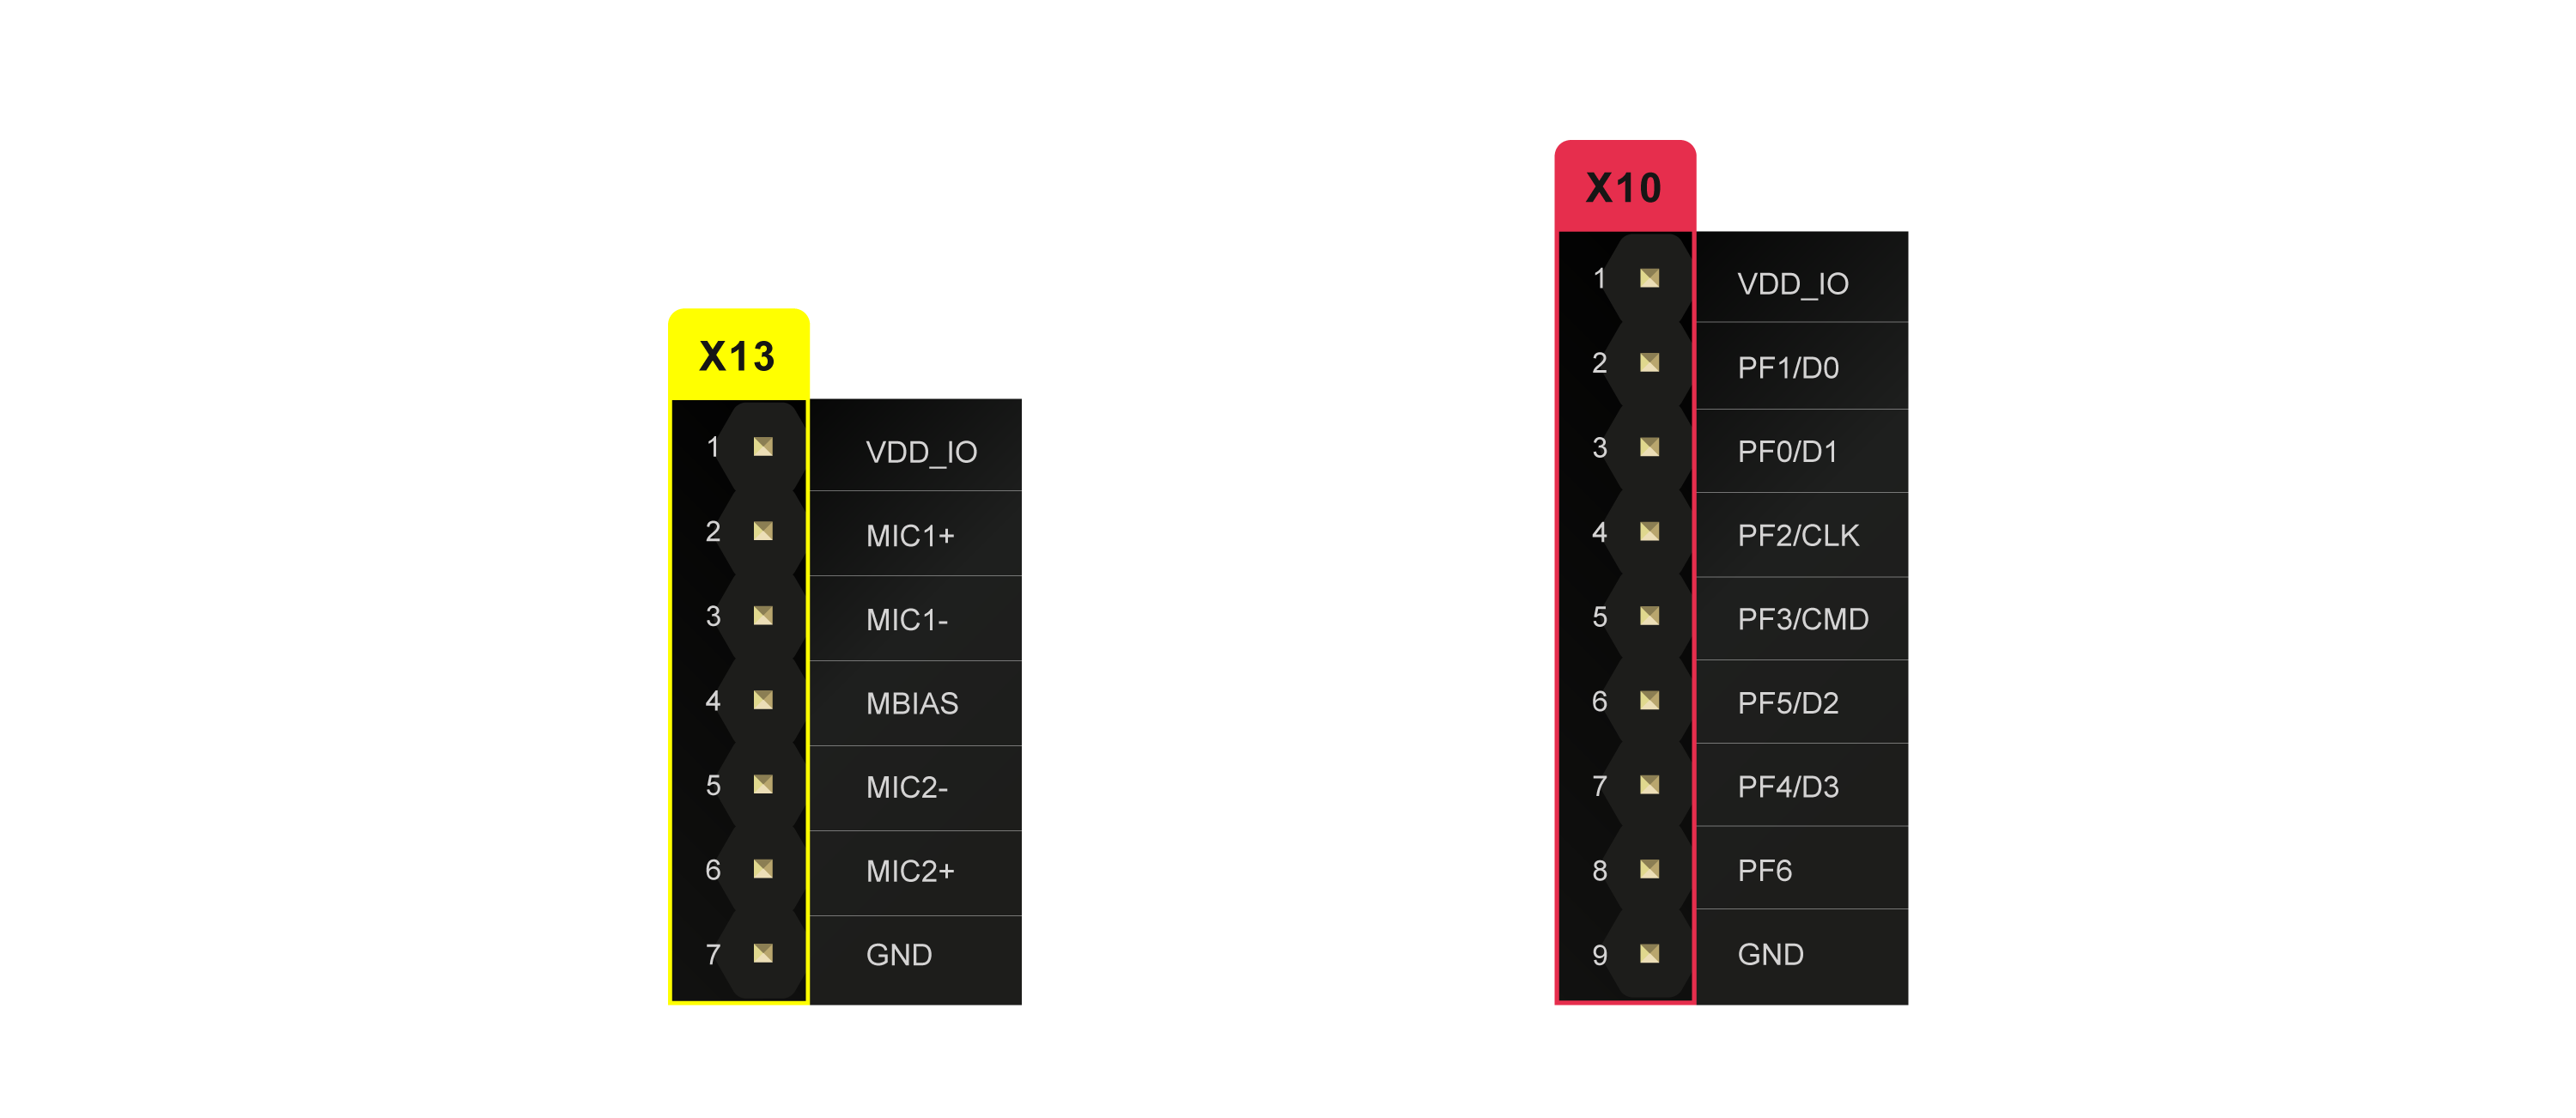 X13
1 VDD_IO
2 MIC1+
3 MIC1-
4 MBIAS
5 MIC2-
6 MIC2+
7 GND
X10
1 VDD_IO
2 PF1/D0
3 PF0/D1
4 PF2/CLK
5 PF3/CMD
6 PF5/D2
7 PF4/D3
8 PF6
9 GND